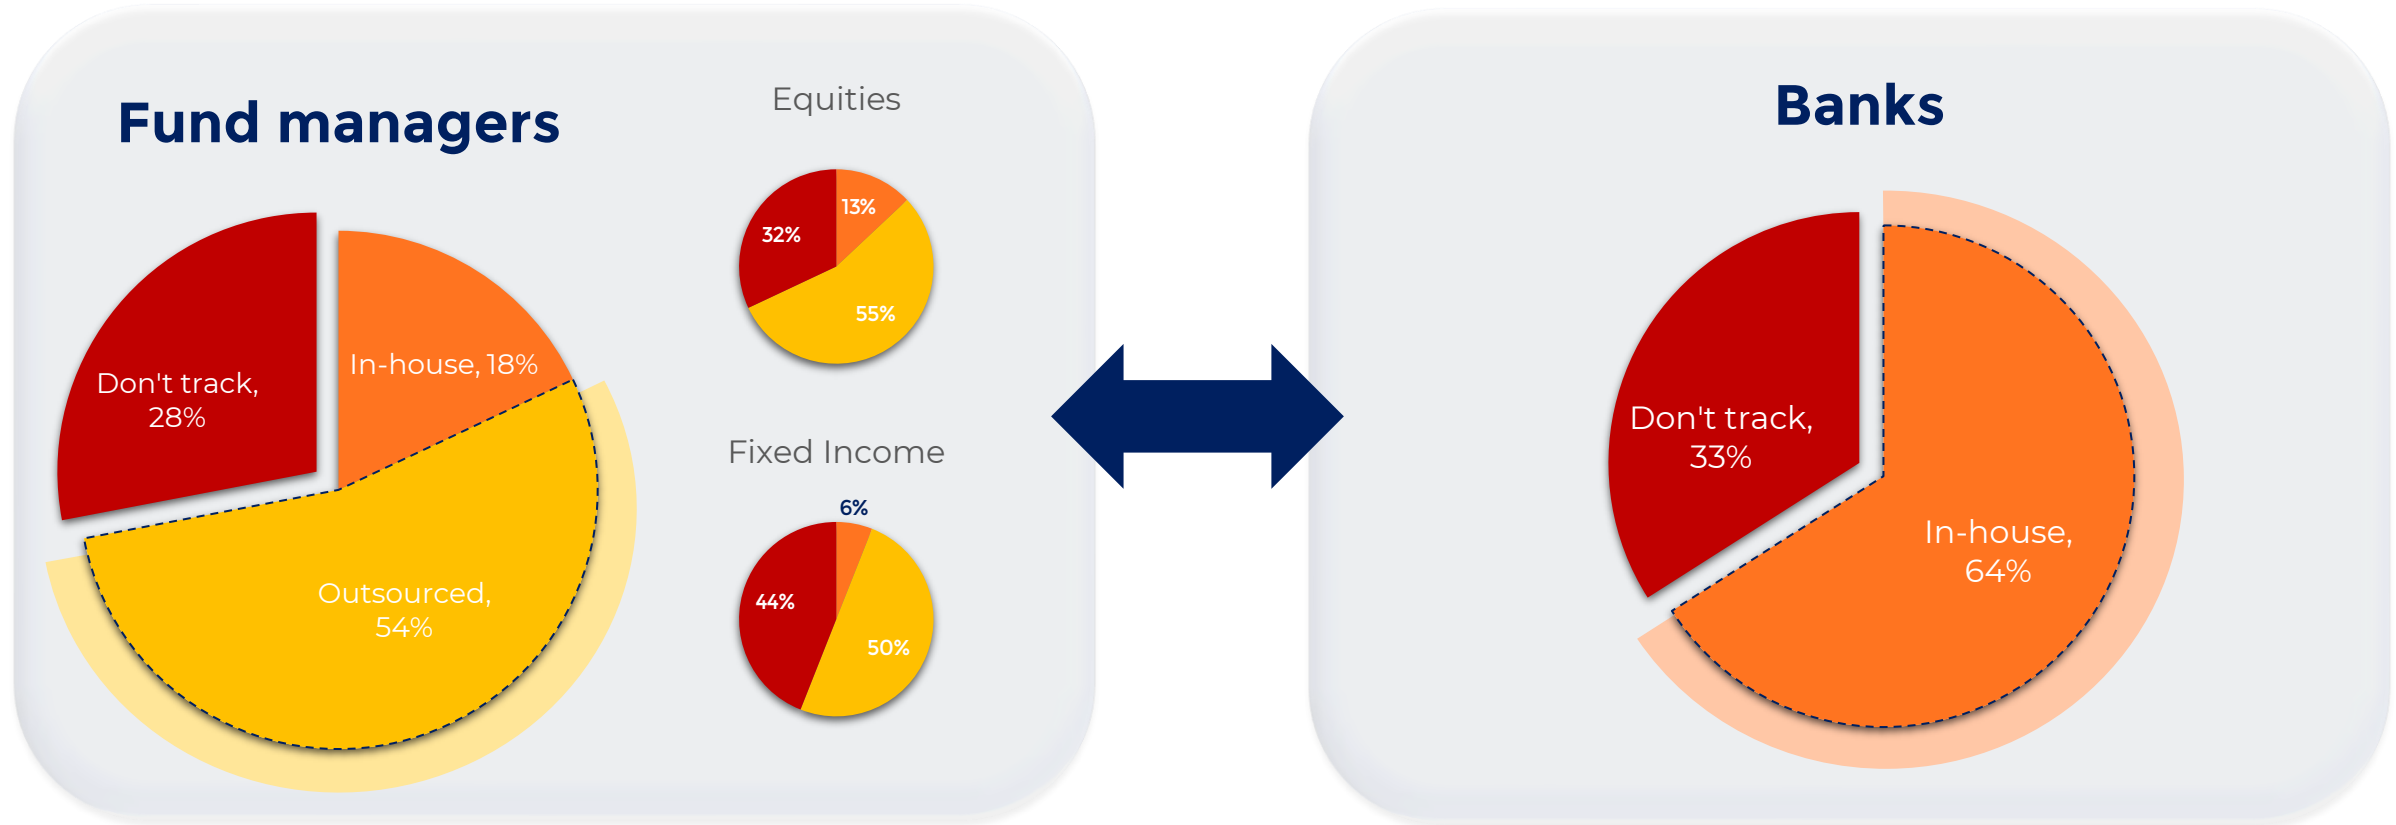 Fund managers
Don't track,
28%
In-house, 18%
Outsourced,
54%
Equities
13%
32%
55%
Fixed Income
6%
44%
50%
Banks
Don't track,
33%
In-house,
64%